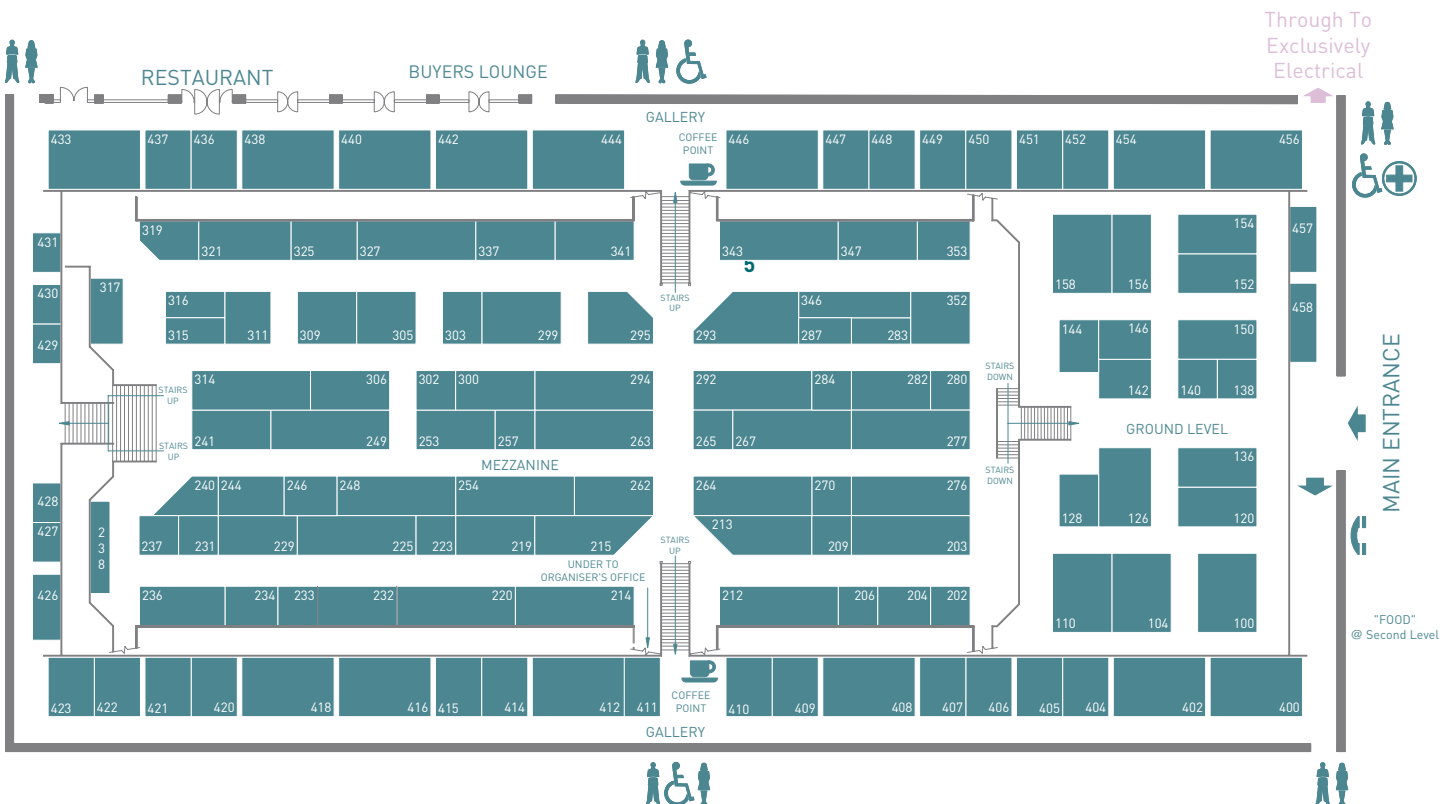 Through To
Exclusively
Electrical
RESTAURANT
BUYERS LOUNGE
GALLERY
COFFEE
POINT
433 437 436 438 440 442 444 446 447 448 449 450 451 452 454 456
319
321 325 327 337 341 343 347 353
154
457
431
158 156 152
430 317 316 346 352
458
STAIRS
UP
429 315 311 309 305 303 299 295 293 287 283
144 146 150
142 140 138
STAIRS
DOWN
314 306 302 300 294 292 284 282 280
STAIRS
UP
241 249 253 257 263 265 267 277
GROUND LEVEL
MAIN ENTRANCE
STAIRS
UP
MEZZANINE
136
STAIRS
DOWN
240 244 246 248 254 262 264 270 276
428
427
2
3
8
213
128 126 120
237 231 229 225 223 219 215 209 203
STAIRS
UP
UNDER TO
ORGANISER'S OFFICE
426
236 234 233 232 220 214 212 206 204 202
110 104 100
"FOOD"
@ Second Level
423 422 421 420 418 416 415 414 412 411 410 409 408 407 406 405 404 402 400
COFFEE
POINT
GALLERY